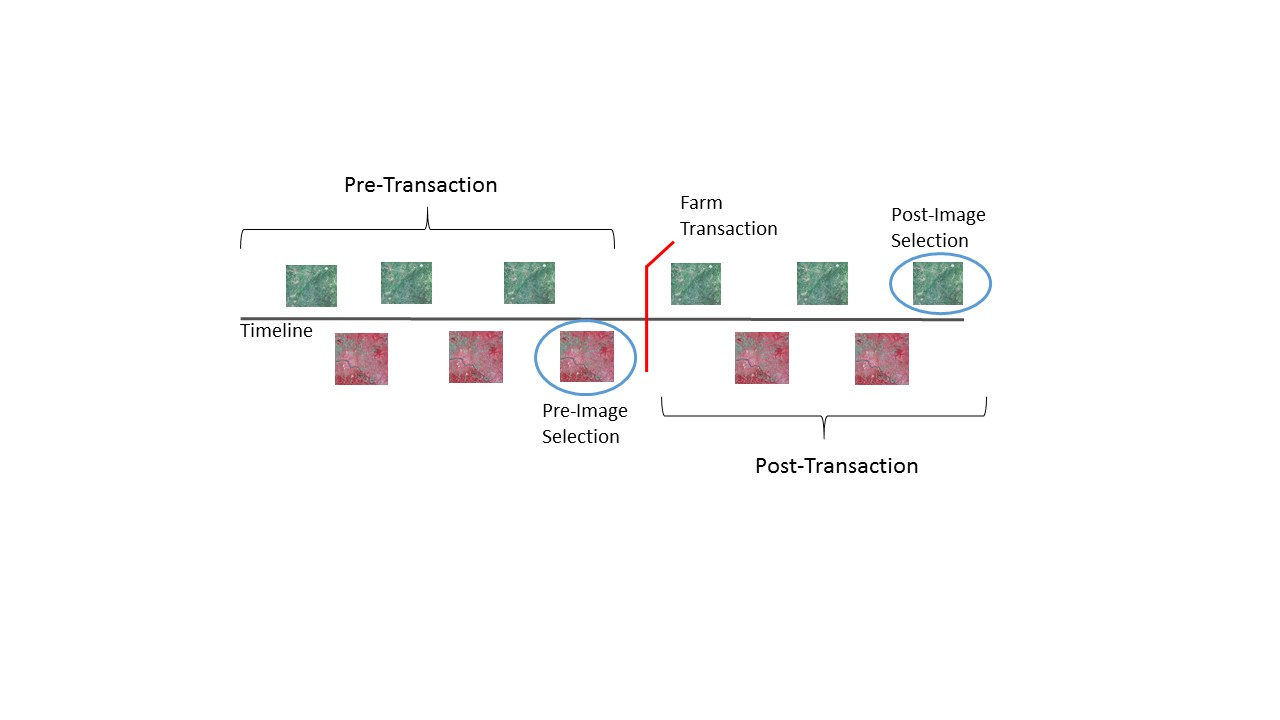 Pre-Transaction
Farm
Transaction
Post-Image
Selection
Timeline
Pre-Image
Selection
Post-Transaction